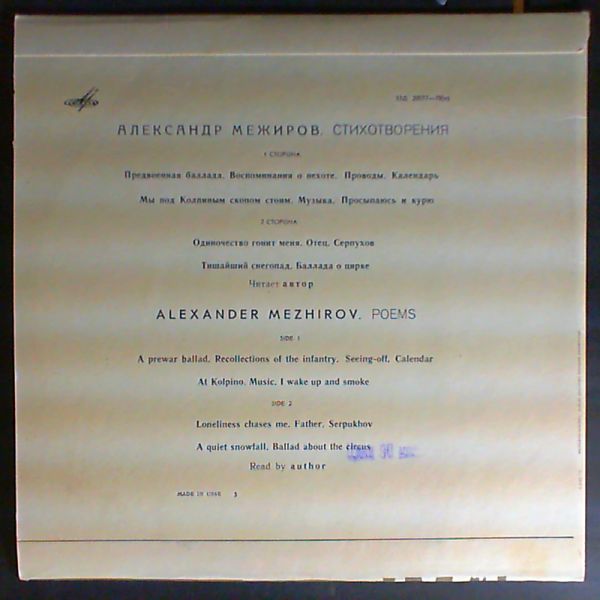 АЛЕКСАНДР МЕЖИРОВ. СТИХОТВОРЕНИЯ
1 СТОРОНА
Предвоенная баллада. Воспоминания о пехоте. Проводы. Календарь
Мы под Колпиным скопом стоим. Музыка. Просыпаюсь и курю
2 СТОРОНА
Одиночество гонит меня. Отец. Серпухов
Тишайший снегопад. Баллада о цирке
Читает автор
ALEXANDER MEZHIROV. POEMS
SIDE 1
A prewar ballad. Recollections of the infantry. Seeing-off. Calendar
At Kolpino. Music. I wake up and smoke
SIDE 2
Loneliness chases me. Father. Serpukhov
A quiet snowfall. Ballad about the circus
Read by author
MADE IN USSR